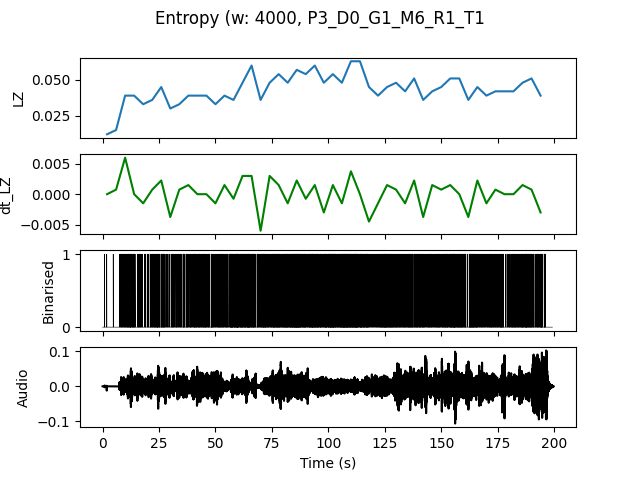 Entropy (w: 4000, P3_D0_G1_M6_R1_T1
LZ
0.050
0.025
dt_LZ
0.005
0.000
−0.005
Binarised
1
0
Audio
0.1
0.0
−0.1
0 25 50 75 100 125 150 175 200
Time (s)